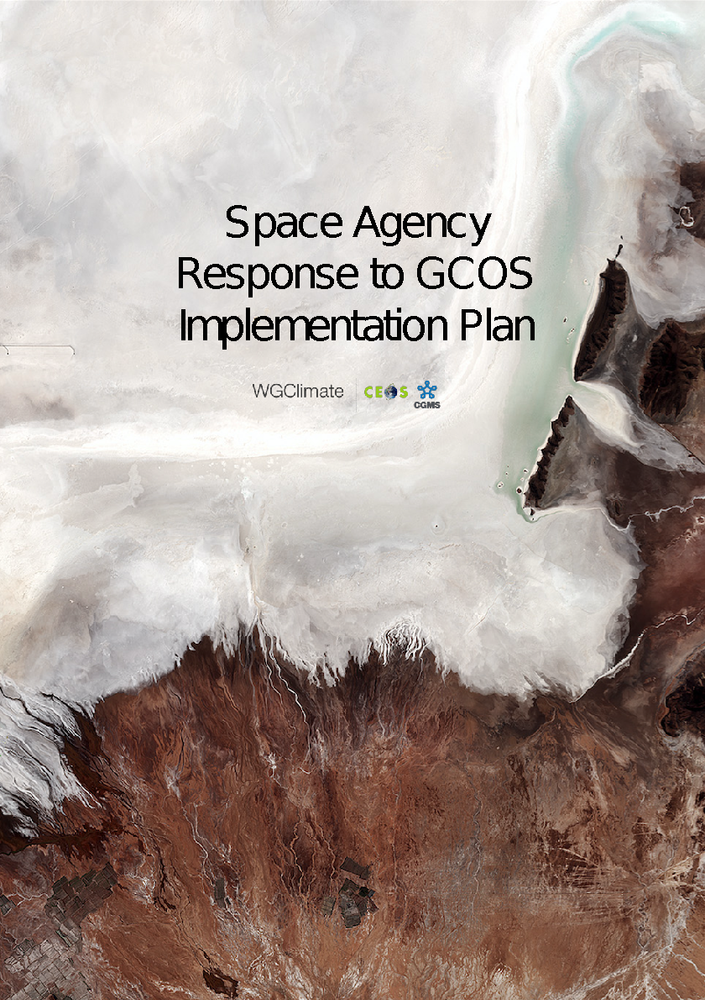 Space Agency
Response to GCOS
Implementation Plan
WGClimate CEOS CGMS